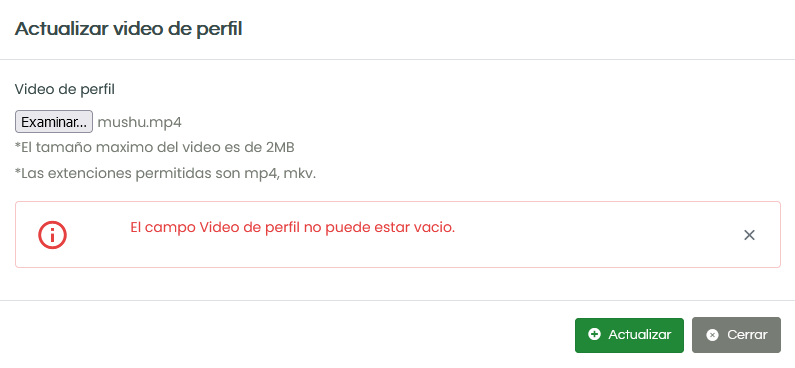 Actualizar video de perfil
Video de perfil
Examinar... mushu.mp4
*El tamaño maximo del video es de 2MB
*Las extenciones permitidas son mp4, mkv.
El campo Video de perfil no puede estar vacio.
Actualizar
Cerrar